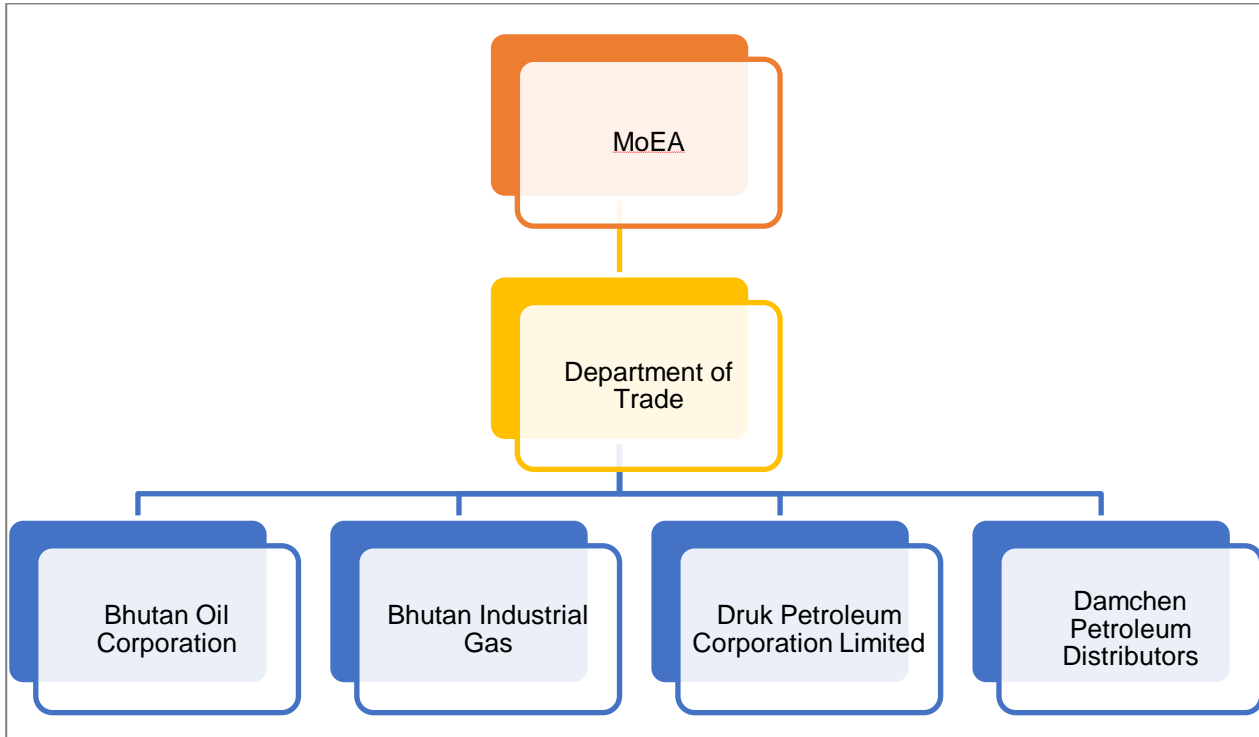 MoEA
Department of
Trade
Bhutan Oil
Corporation
Bhutan Industrial
Gas
Druk Petroleum
Corporation Limited
Damchen
Petroleum
Distributors